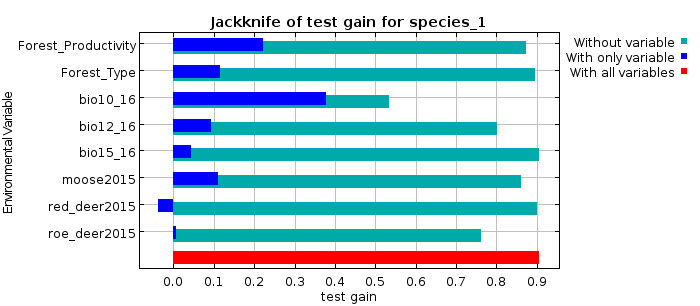 Jackknife of test gain for species_1
Environmental Variable
Forest_Productivity
Forest_Type
bio10_16
bio12_16
bio15_16
moose2015
red_deer2015
roe_deer2015
Without variable
With only variable
With all variables
0.0 0.1 0.2 0.3 0.4 0.5 0.6 0.7 0.8 0.9
test gain